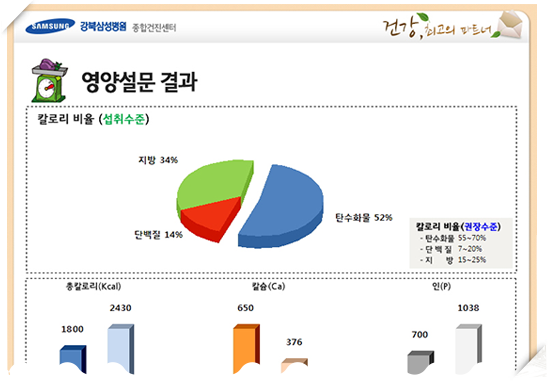 SAMSUNG 강북삼성병원 종합건진센터
건강, 최고의 파트너
영양설문 결과
칼로리 비율 (섭취수준)
지방 34%
탄수화물 52%
단백질 14%
칼로리 비율(권장수준)
- 탄수화물 55~70%
- 단 백 질 7~20%
- 지 방 15~25%
총칼로리(Kcal) 칼슘(Ca) 인(P)
1800 2430 650 376 700 1038